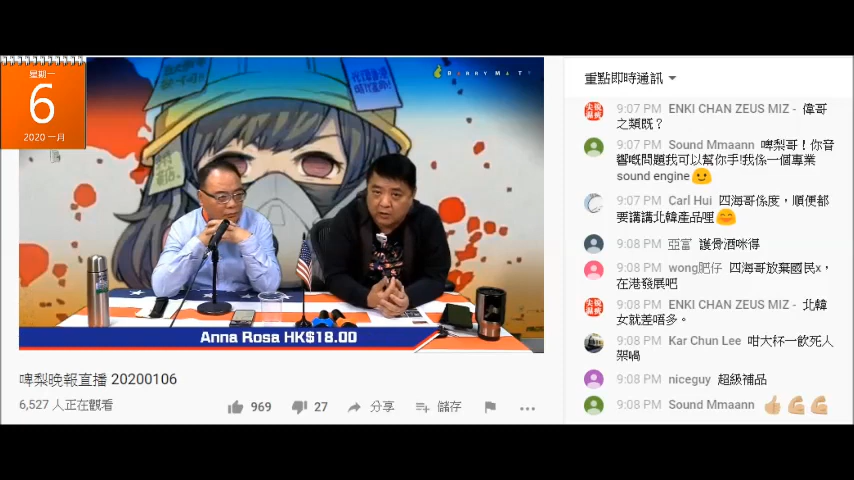 星期一
6
2020 一月
BARRY MA TV
Anna Rosa HK$18.00
啤梨晚報直播 20200106
6,527 人正在觀看
969
27
分享
儲存
重點即時通訊
9:07 PM ENKI CHAN ZEUS MIZ - 偉哥
之類既？
9:07 PM Sound Mmaann 啤梨哥！你音
響嘅問題我可以幫你手!我係一個專業
sound engine🙂
9:07 PM Carl Hui 四海哥係度，順便都
要講講北韓產品喱😊
9:08 PM 亞富 護骨酒咪得
9:08 PM wong肥仔 四海哥放棄國民x，
在港發展吧
9:08 PM ENKI CHAN ZEUS MIZ - 北韓
女就差唔多。
9:08 PM Kar Chun Lee 咁大杯一飲死人
架喎
9:08 PM niceguy 超級補品
9:08 PM Sound Mmaann 👍💪💪